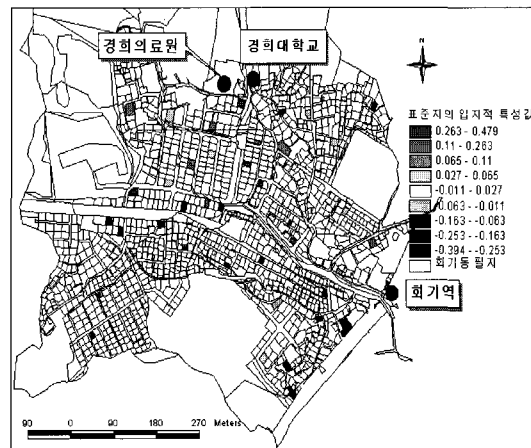 경희의료원
경희대학교
N
표준지의 입지적 특성값
0.263 - 0.479
0.11 - 0.263
0.065 - 0.11
0.027 - 0.065
-0.011 - 0.027
-0.063 - -0.011
-0.163 - -0.063
-0.253 - -0.163
-0.394 - -0.253
회기동 필지
회기역
90 0 90 180 270 Meters